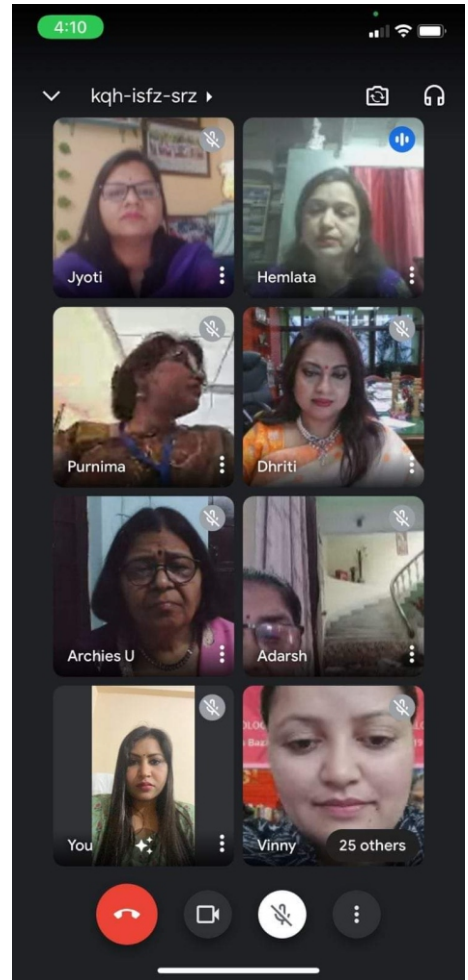 4:10
kqh-isfz-srz
Jyoti
Hemlata
Purnima
Dhriti
Archies U
Adarsh
You
Vinny
25 others